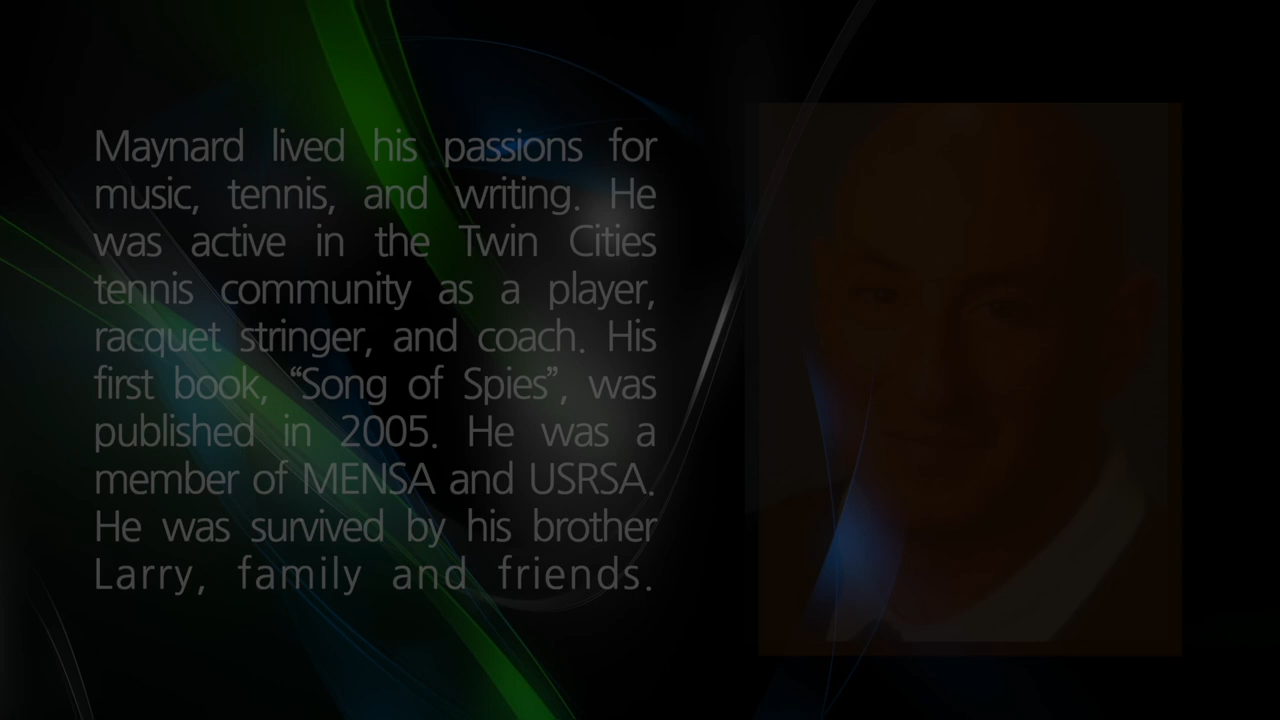 Maynard lived his passions for
music, tennis, and writing. He
was active in the Twin Cities
tennis community as a player,
racquet stringer, and coach. His
first book, “Song of Spies”, was
published in 2005. He was a
member of MENSA and USRSA.
He was survived by his brother
Larry, family and friends.